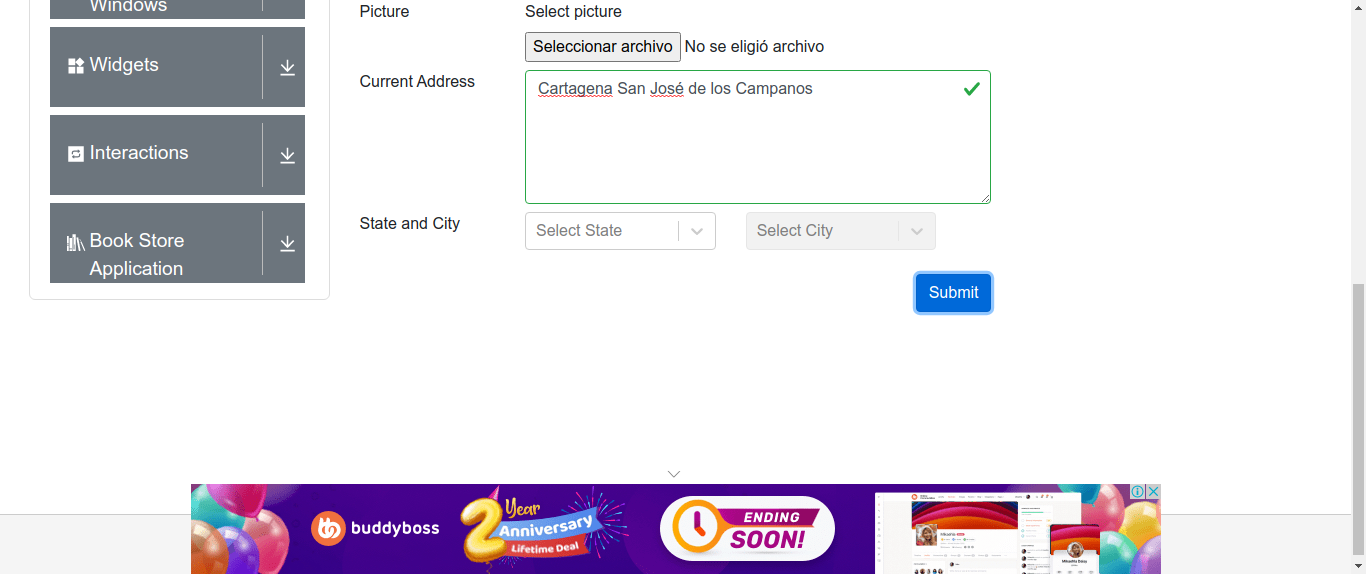 Windows
Widgets
Interactions
Book Store
Application
Picture
Select picture
Seleccionar archivo No se eligió archivo
Current Address
Cartagena San José de los Campanos
State and City
Select State
Select City
Submit
buddyboss
2 Year
Anniversary
Lifetime Deal
ENDING
SOON!